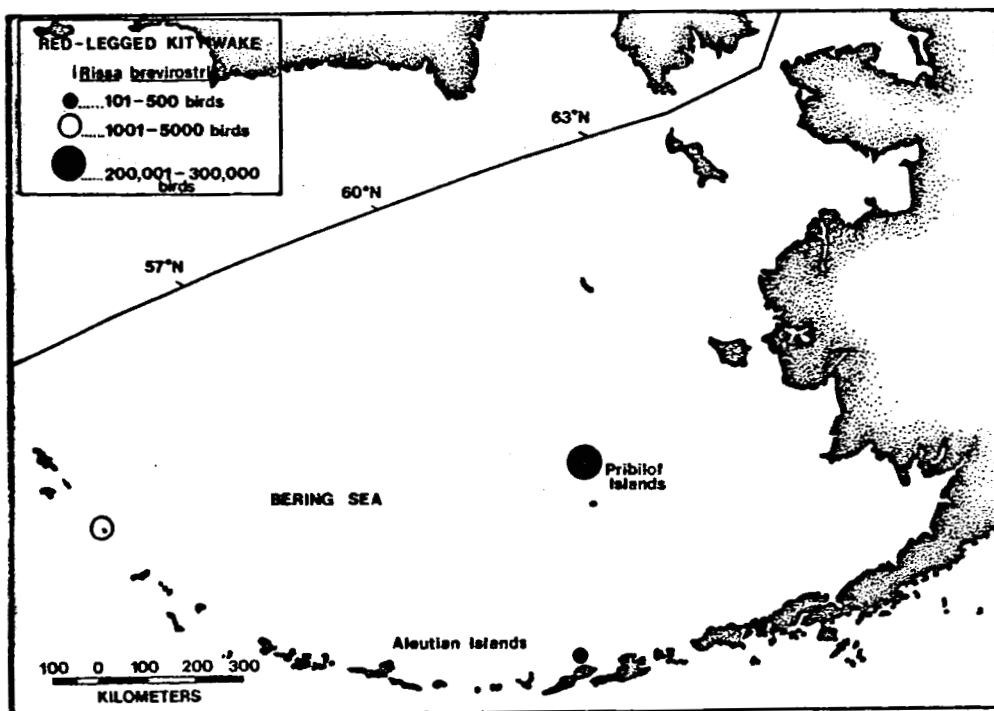 RED-LEGGED KITTIWAKE
(Rissa brevirostri
......101-500 birds
......1001-5000 birds
......200,001-300,000
birds
63°N
60°N
57°N
Pribilof
Islands
BERING SEA
Aleutian Islands
100 0 100 200 300
KILOMETERS